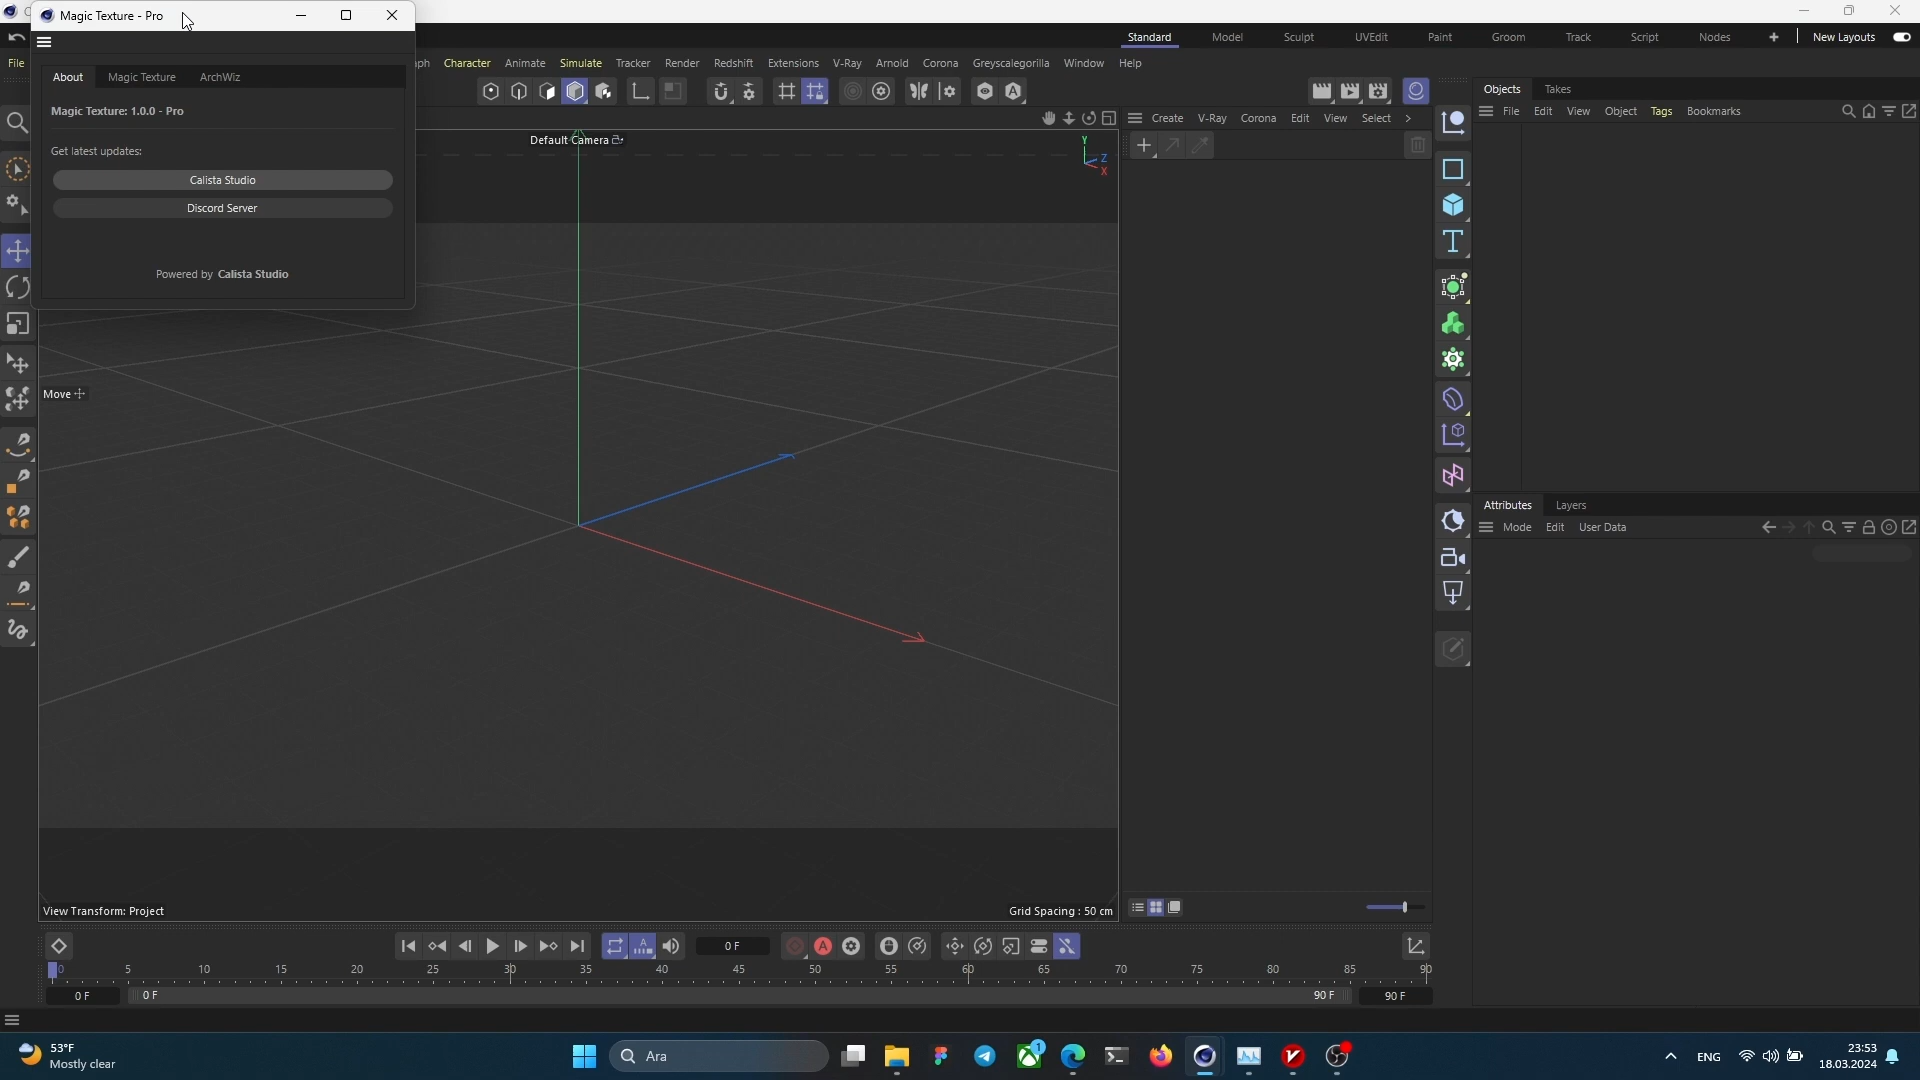 Magic Texture - Pro
Standard Model Sculpt UVEdit Paint Groom Track Script Nodes New Layouts
File
Character Animate Simulate Tracker Render Redshift Extensions V-Ray Arnold Corona Greyscalegorilla Window Help
About Magic Texture ArchWiz
Magic Texture: 1.0.0 - Pro
Get latest updates:
Calista Studio
Discord Server
Powered by Calista Studio
Default Camera
Y
Z
X
Create V-Ray Corona Edit View Select
Objects Takes
File Edit View Object Tags Bookmarks
Move
Attributes Layers
Mode Edit User Data
View Transform: Project
Grid Spacing : 50 cm
0 F
0 5 10 15 20 25 30 35 40 45 50 55 60 65 70 75 80 85 90
0 F 0 F 90 F 90 F
53°F
Mostly clear
Ara
1
ENG
23:53
18.03.2024